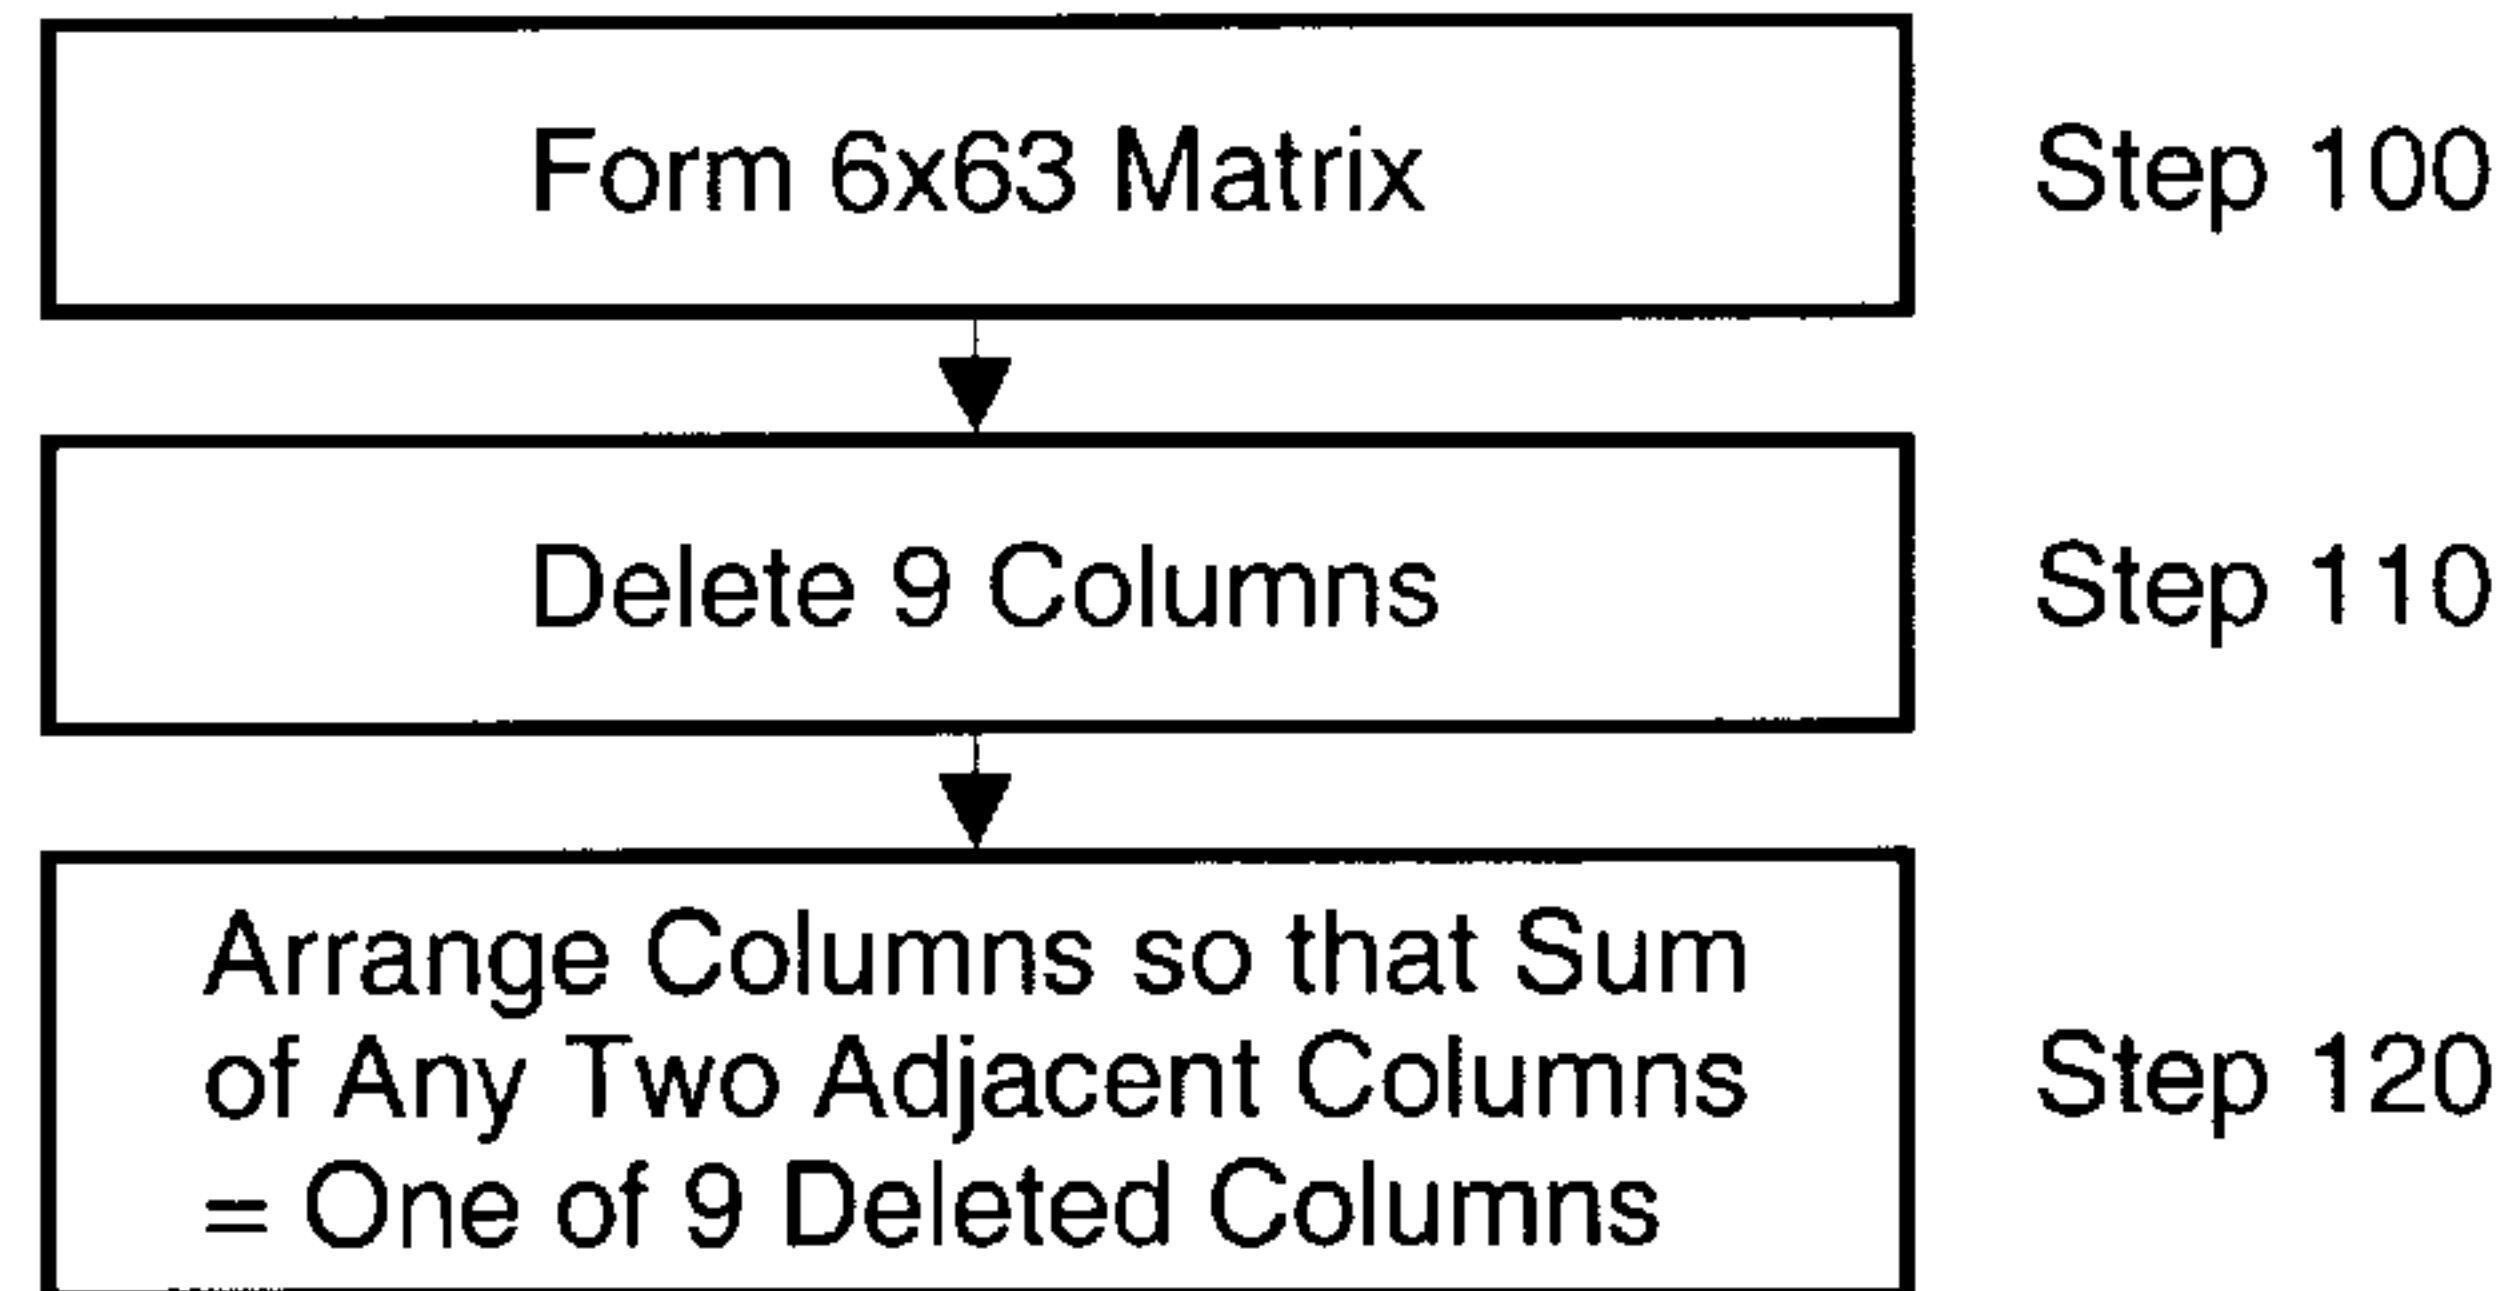 Form 6x63 Matrix
Step 100
Delete 9 Columns
Step 110
Arrange Columns so that Sum
of Any Two Adjacent Columns
= One of 9 Deleted Columns
Step 120